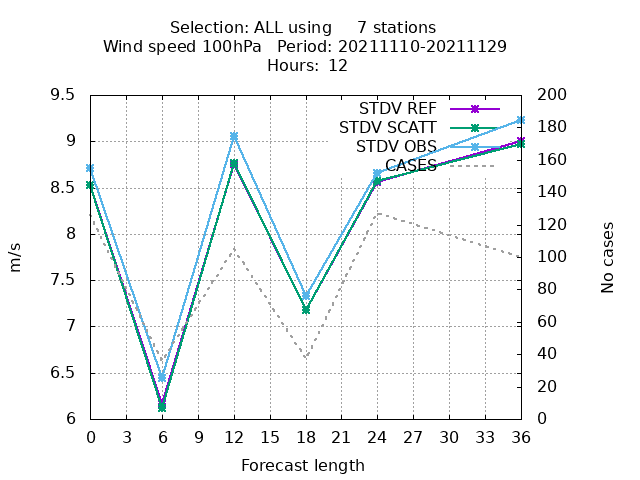 Selection: ALL using     7 stations
Wind speed 100hPa   Period: 20211110-20211129
Hours:  12
9.5
9
8.5
8
7.5
7
6.5
6
m/s
STDV REF
STDV SCATT
STDV OBS
CASES
200
180
160
140
120
100
80
60
40
20
0
No cases
0 3 6 9 12 15 18 21 24 27 30 33 36
Forecast length